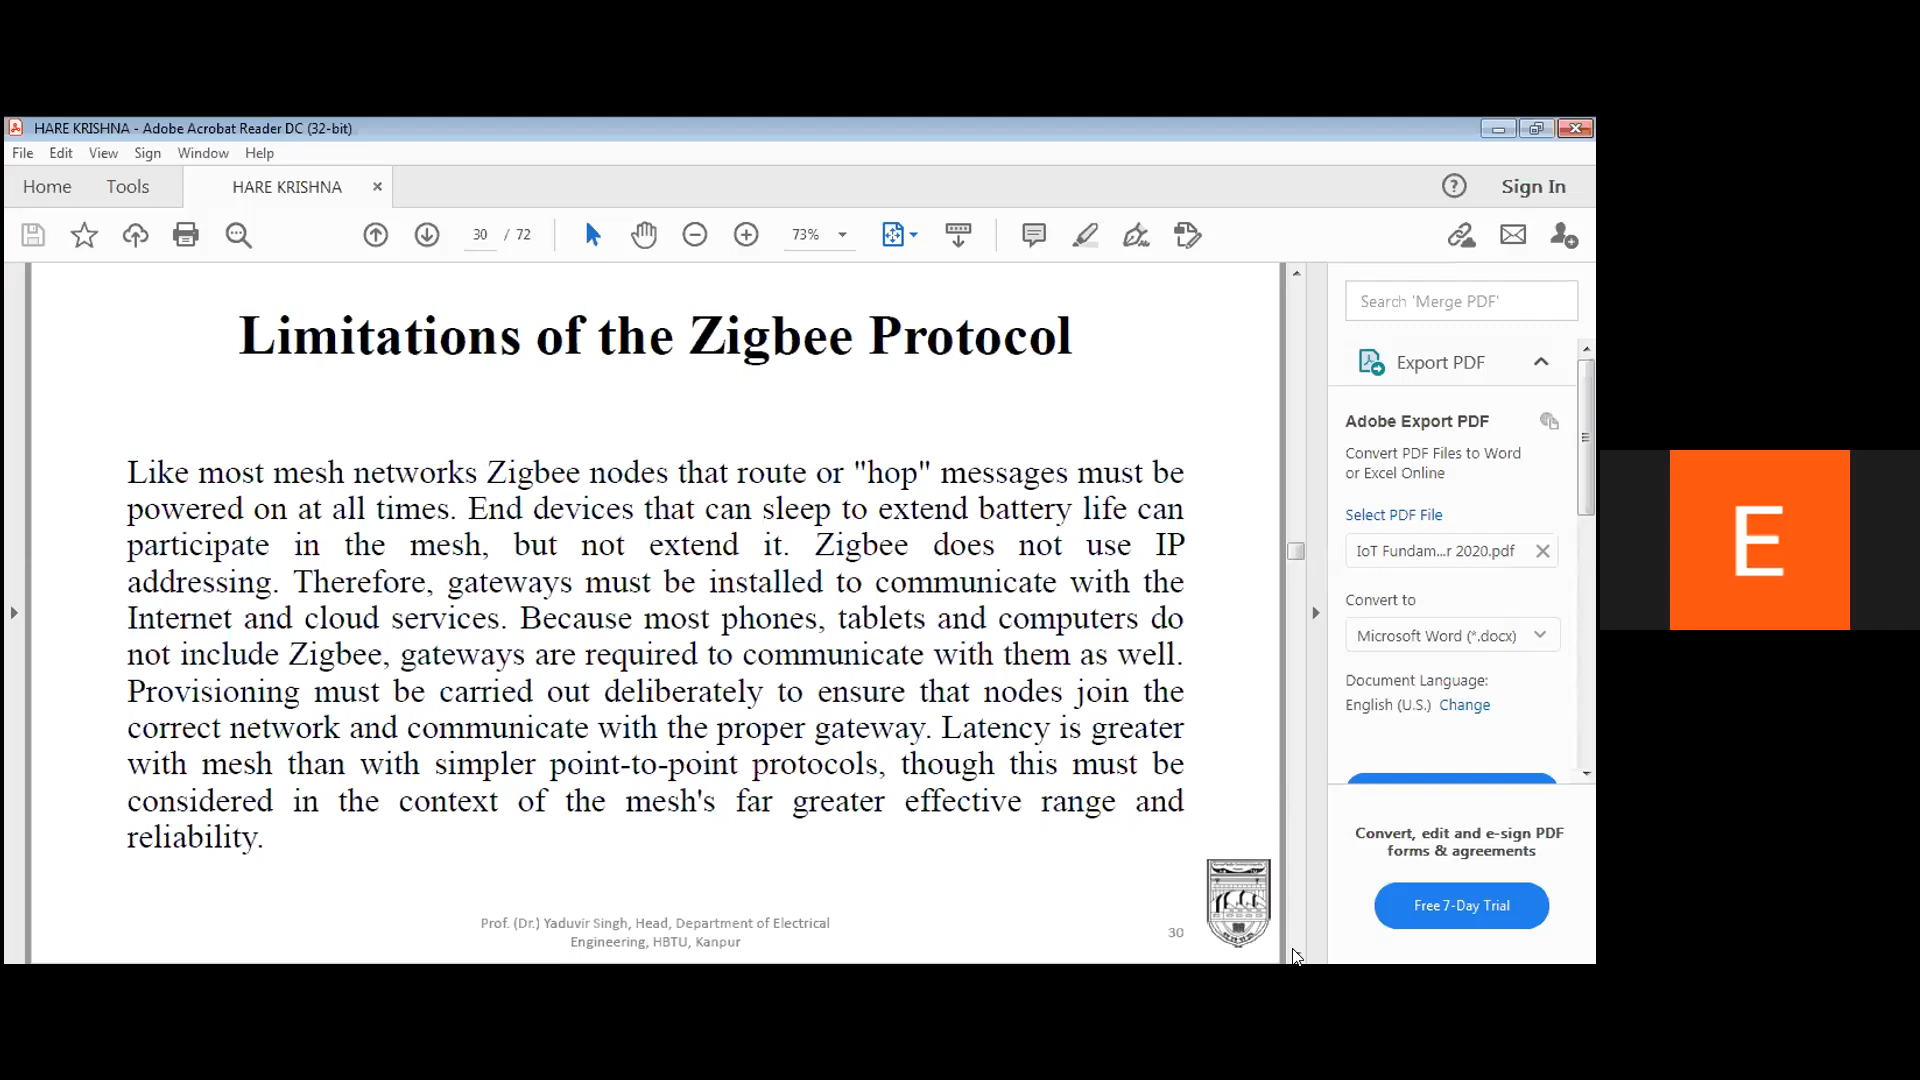 HARE KRISHNA - Adobe Acrobat Reader DC (32-bit)
File Edit View Sign Window Help
Home Tools HARE KRISHNA Sign In
30 / 72 73%
Limitations of the Zigbee Protocol
Like most mesh networks Zigbee nodes that route or "hop" messages must be
powered on at all times. End devices that can sleep to extend battery life can
participate in the mesh, but not extend it. Zigbee does not use IP
addressing. Therefore, gateways must be installed to communicate with the
Internet and cloud services. Because most phones, tablets and computers do
not include Zigbee, gateways are required to communicate with them as well.
Provisioning must be carried out deliberately to ensure that nodes join the
correct network and communicate with the proper gateway. Latency is greater
with mesh than with simpler point-to-point protocols, though this must be
considered in the context of the mesh's far greater effective range and
reliability.
Prof. (Dr.) Yaduvir Singh, Head, Department of Electrical
Engineering, HBTU, Kanpur
30
Search 'Merge PDF'
Export PDF
Adobe Export PDF
Convert PDF Files to Word
or Excel Online
Select PDF File
IoT Fundam...r 2020.pdf
Convert to
Microsoft Word (*.docx)
Document Language:
English (U.S.) Change
Convert, edit and e-sign PDF
forms & agreements
Free 7-Day Trial
E